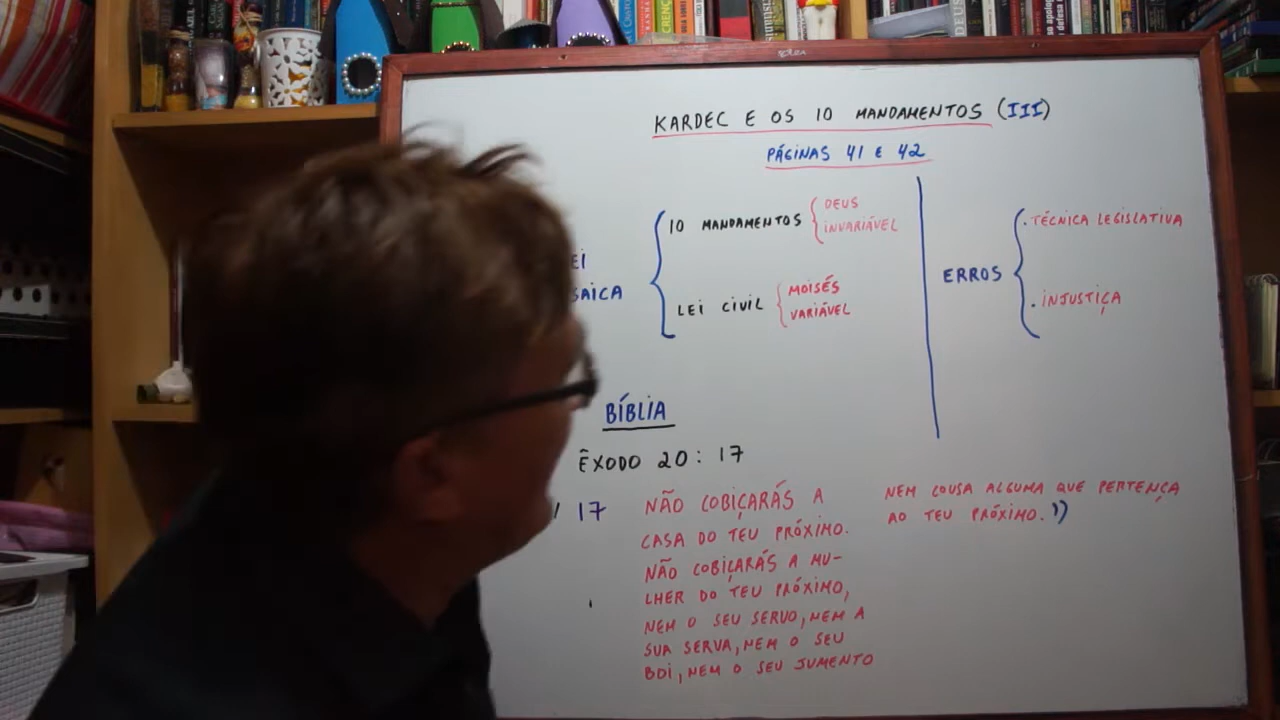 KARDEC E OS 10 MANDAMENTOS (III)
PÁGINAS 41 E 42
EI
SAICA
10 MANDAMENTOS
DEUS
INVARIÁVEL
LEI CIVIL
MOISÉS
VARIÁVEL
ERROS
. TÉCNICA LEGISLATIVA
. INJUSTIÇA
BÍBLIA
ÊXODO 20: 17
17
NÃO COBIÇARÁS A
CASA DO TEU PRÓXIMO.
NÃO COBIÇARÁS A MU-
LHER DO TEU PRÓXIMO,
NEM O SEU SERVO, NEM A
SUA SERVA, NEM O SEU
BOI, NEM O SEU JUMENTO
NEM COUSA ALGUMA QUE PERTENÇA
AO TEU PRÓXIMO.")